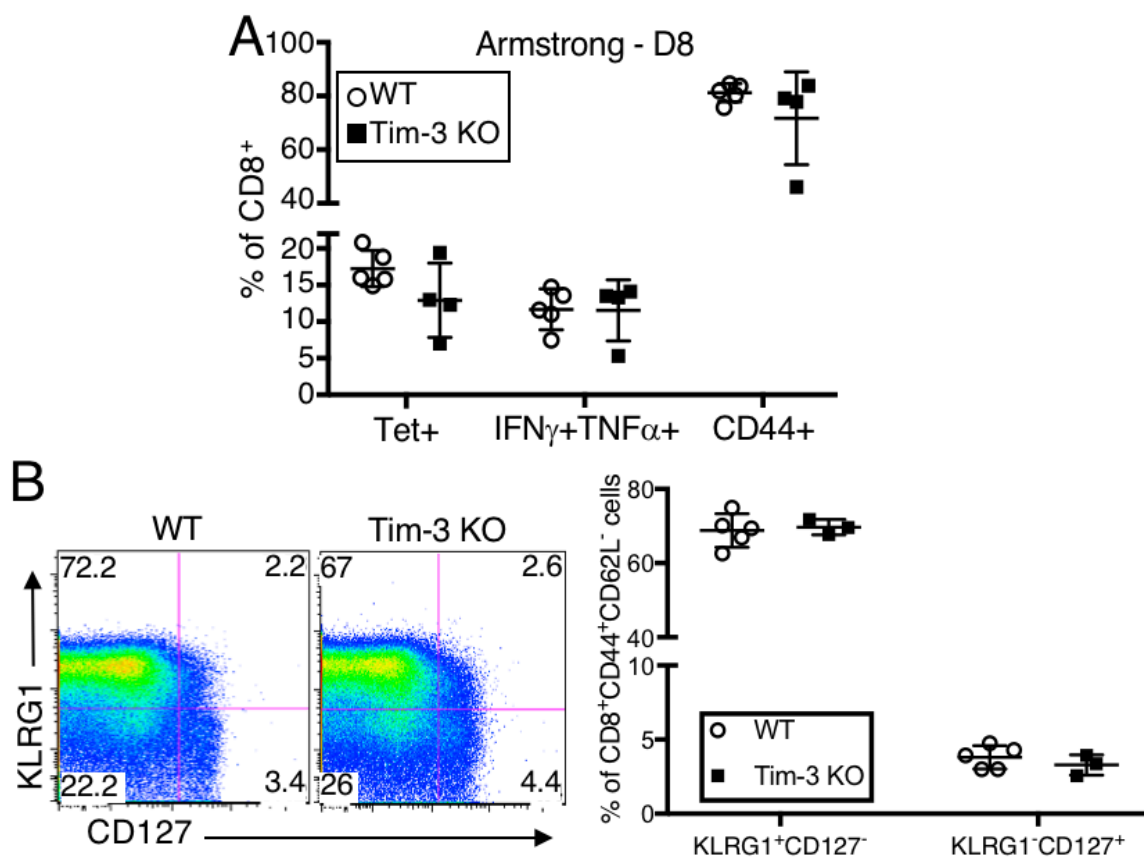 A
Armstrong - D8
WT
Tim-3 KO
% of CD8⁺
100
80
60
40
20
15
10
5
0
Tet+
IFNγ+TNFα+
CD44+
B
WT
Tim-3 KO
72.2
2.2
22.2
3.4
67
2.6
26
4.4
KLRG1
CD127
% of CD8⁺CD44⁺CD62L⁻ cells
80
60
40
10
5
0
WT
Tim-3 KO
KLRG1⁺CD127⁻
KLRG1⁻CD127⁺